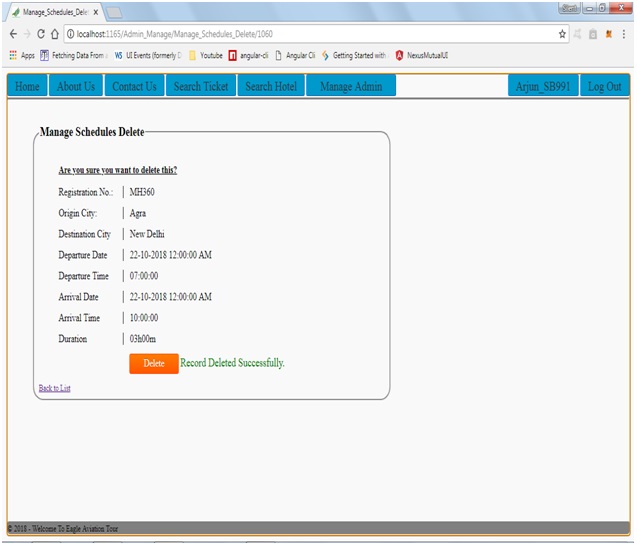 Manage_Schedules_Dele
localhost:1165/Admin_Manage/Manage_Schedules_Delete/1060
Apps Fetching Data From UI Events (formerly D Youtube angular-cli Angular Cli Getting Started with NexusMutualUI
Home About Us Contact Us Search Ticket Search Hotel Manage Admin Arjun_SB991 Log Out
Manage Schedules Delete
Are you sure you want to delete this?
Registration No.: MH360
Origin City: Agra
Destination City New Delhi
Departure Date 22-10-2018 12:00:00 AM
Departure Time 07:00:00
Arrival Date 22-10-2018 12:00:00 AM
Arrival Time 10:00:00
Duration 03h00m
Delete Record Deleted Successfully.
Back to List
© 2018 - Welcome To Eagle Aviation Tour